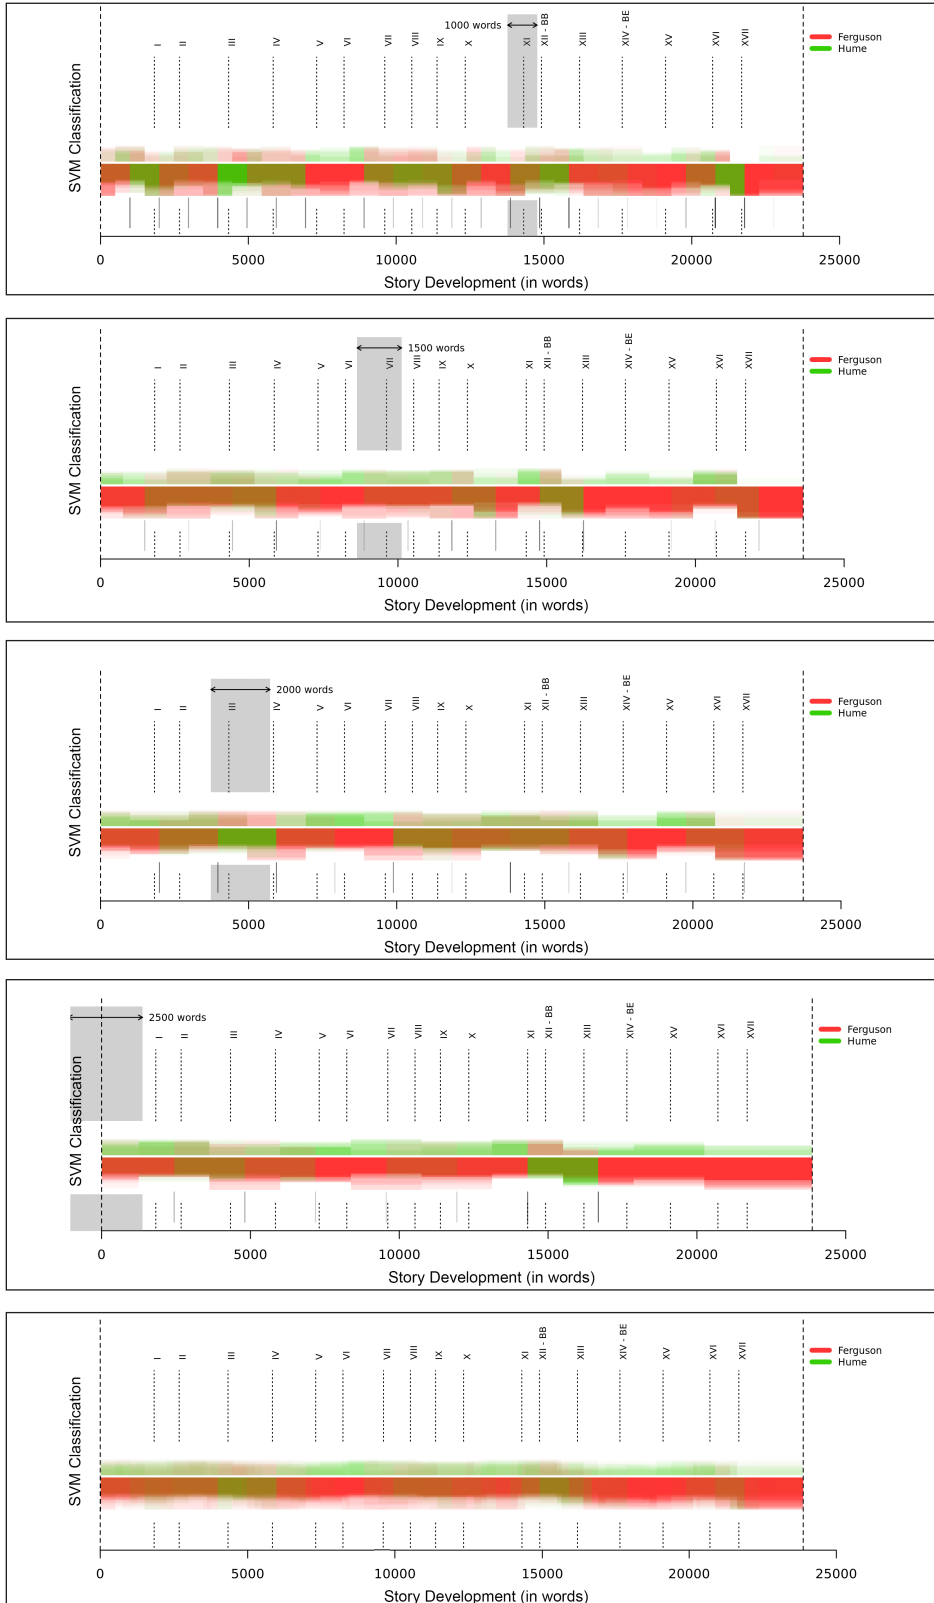 1000 words
I II III IV V VI VII VIII IX X XI XII - BB XIII XIV - BE XV XVI XVII
Ferguson
Hume
SVM Classification
0 5000 10000 15000 20000 25000
Story Development (in words)
1500 words
I II III IV V VI VII VIII IX X XI XII - BB XIII XIV - BE XV XVI XVII
Ferguson
Hume
SVM Classification
0 5000 10000 15000 20000 25000
Story Development (in words)
2000 words
I II III IV V VI VII VIII IX X XI XII - BB XIII XIV - BE XV XVI XVII
Ferguson
Hume
SVM Classification
0 5000 10000 15000 20000 25000
Story Development (in words)
2500 words
I II III IV V VI VII VIII IX X XI XII - BB XIII XIV - BE XV XVI XVII
Ferguson
Hume
SVM Classification
0 5000 10000 15000 20000 25000
Story Development (in words)
I II III IV V VI VII VIII IX X XI XII - BB XIII XIV - BE XV XVI XVII
Ferguson
Hume
SVM Classification
0 5000 10000 15000 20000 25000
Story Development (in words)